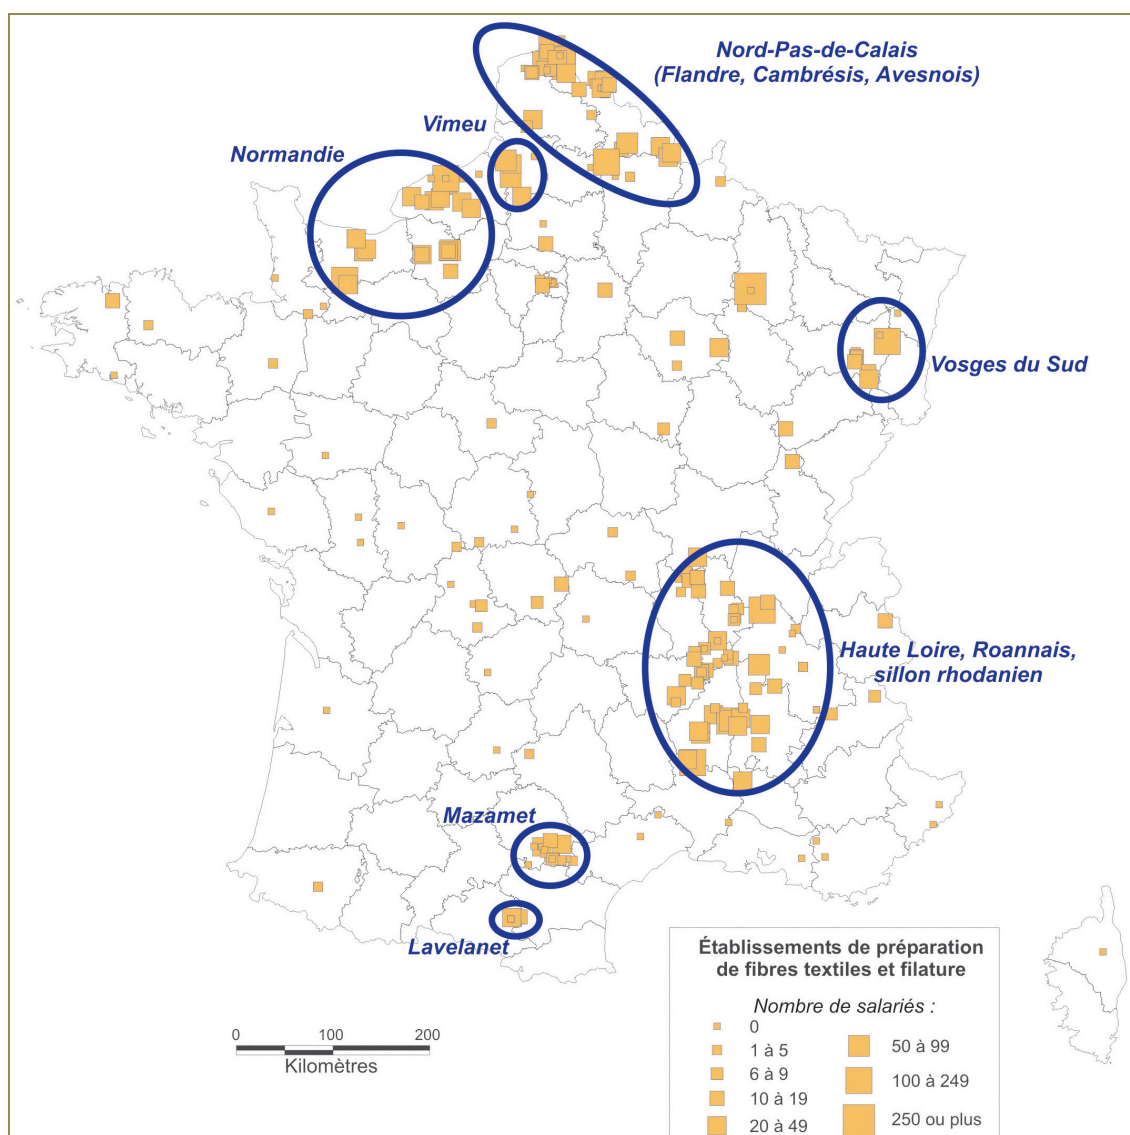 Nord-Pas-de-Calais
(Flandre, Cambrésis, Avesnois)
Vimeu
Normandie
Vosges du Sud
Haute Loire, Roannais,
sillon rhodanien
Mazamet
Lavelanet
0 100 200
Kilomètres
Établissements de préparation
de fibres textiles et filature
Nombre de salariés :
0
1 à 5
6 à 9
10 à 19
20 à 49
50 à 99
100 à 249
250 ou plus